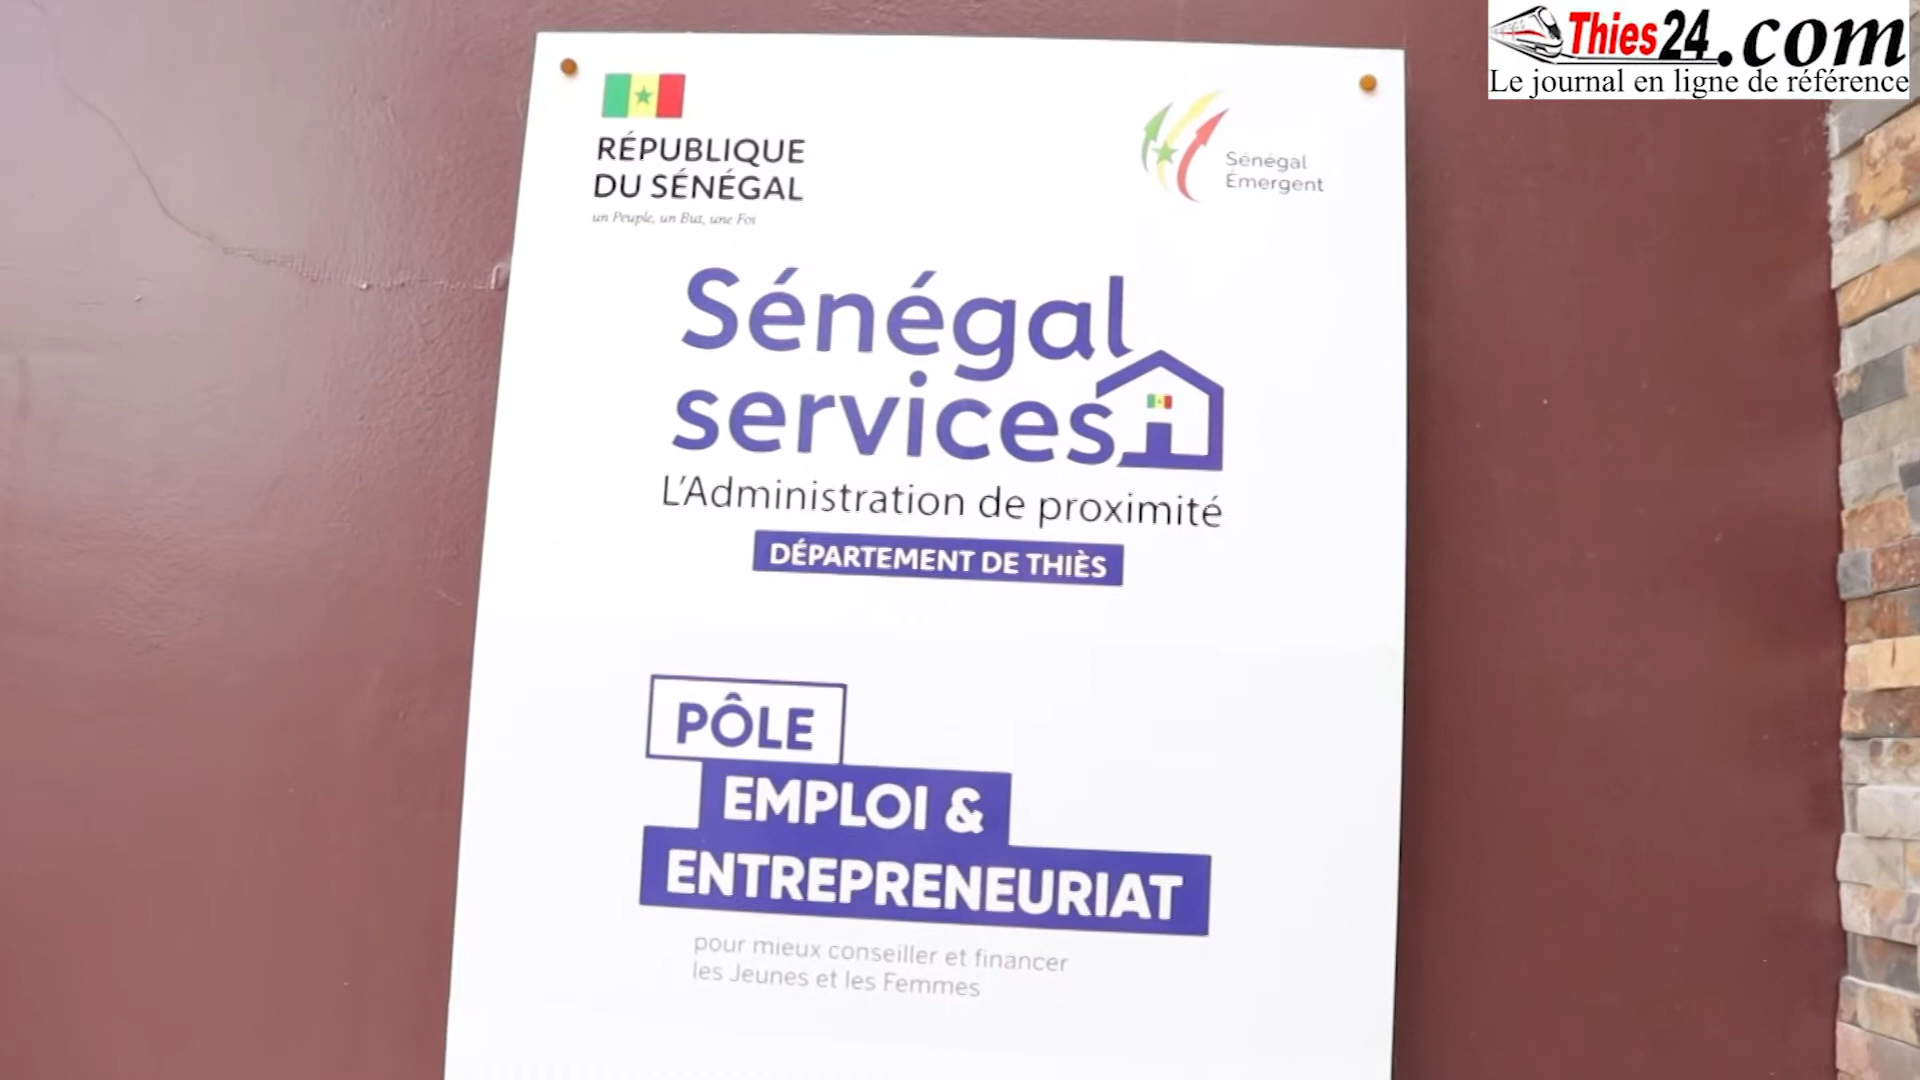 Thies24.com
Le journal en ligne de référence
RÉPUBLIQUE
DU SÉNÉGAL
un Peuple, un But, une Foi
Sénégal
Émergent
Sénégal
services
L'Administration de proximité
DÉPARTEMENT DE THIÈS
PÔLE
EMPLOI &
ENTREPRENEURIAT
pour mieux conseiller et financer
les Jeunes et les Femmes